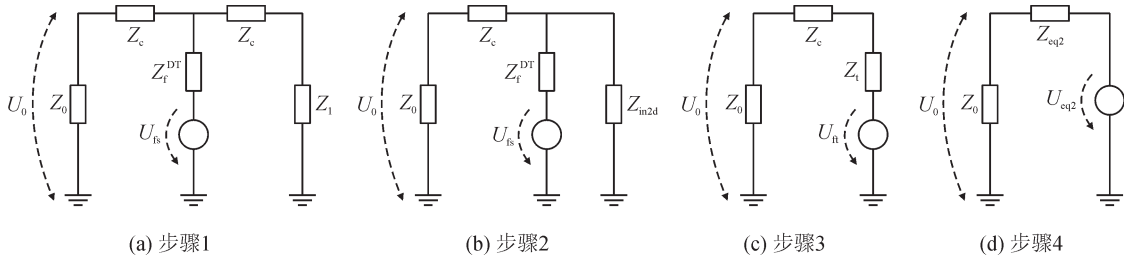 Z_c Z_c
Z_f^DT
U_0 Z_0 Z_1
U_fs
(a) 步骤1
Z_c
Z_f^DT
U_0 Z_0 Z_in2d
U_fs
(b) 步骤2
Z_c
Z_t
U_0 Z_0
U_ft
(c) 步骤3
Z_eq2
U_0 Z_0 U_eq2
(d) 步骤4